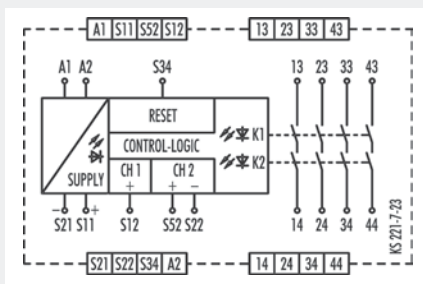 A1 S11 S52 S12 13 23 33 43
A1 A2 S34 13 23 33 43
RESET
CONTROL-LOGIC
K1
K2
CH 1 CH 2
SUPPLY + + −
− + 
S21 S11 S12 S52 S22 14 24 34 44
KS 221-7-23
S21 S22 S34 A2 14 24 34 44